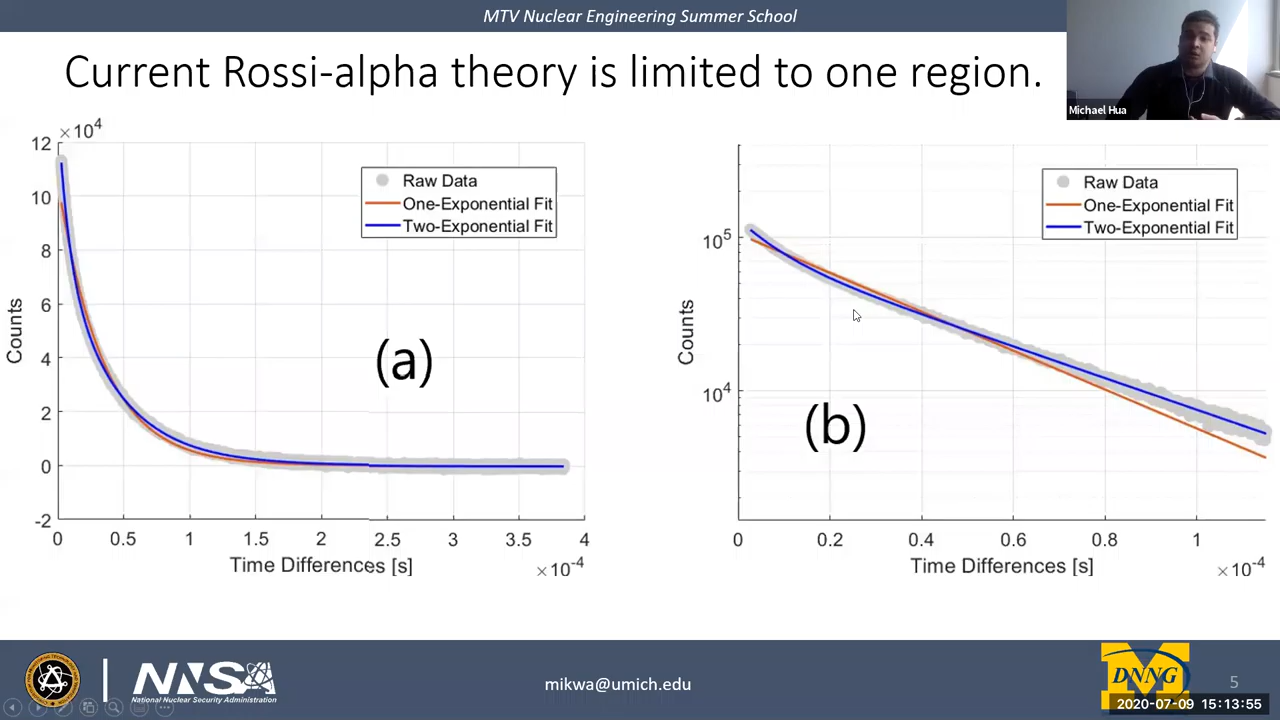 MTV Nuclear Engineering Summer School
Current Rossi-alpha theory is limited to one region.
Michael Hua
×10⁴
12
10
8
6
4
2
0
-2
Counts
Raw Data
One-Exponential Fit
Two-Exponential Fit
(a)
0 0.5 1 1.5 2 2.5 3 3.5 4
Time Differences [s]
×10⁻⁴
10⁵
10⁴
Counts
Raw Data
One-Exponential Fit
Two-Exponential Fit
(b)
0 0.2 0.4 0.6 0.8 1
Time Differences [s]
×10⁻⁴
NNSA
National Nuclear Security Administration
mikwa@umich.edu
M
DNNG
5
2020-07-09 15:13:55